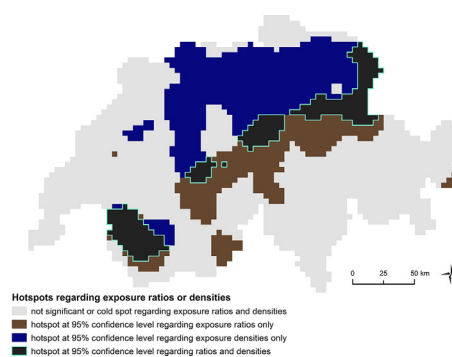 0 25 50 km
Hotspots regarding exposure ratios or densities
not significant or cold spot regarding exposure ratios and densities
hotspot at 95% confidence level regarding exposure ratios only
hotspot at 95% confidence level regarding exposure densities only
hotspot at 95% confidence level regarding ratios and densities